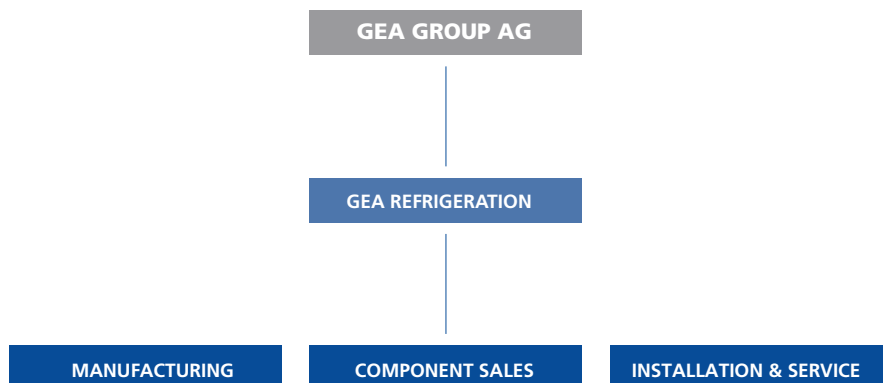 GEA GROUP AG
GEA REFRIGERATION
MANUFACTURING
COMPONENT SALES
INSTALLATION & SERVICE